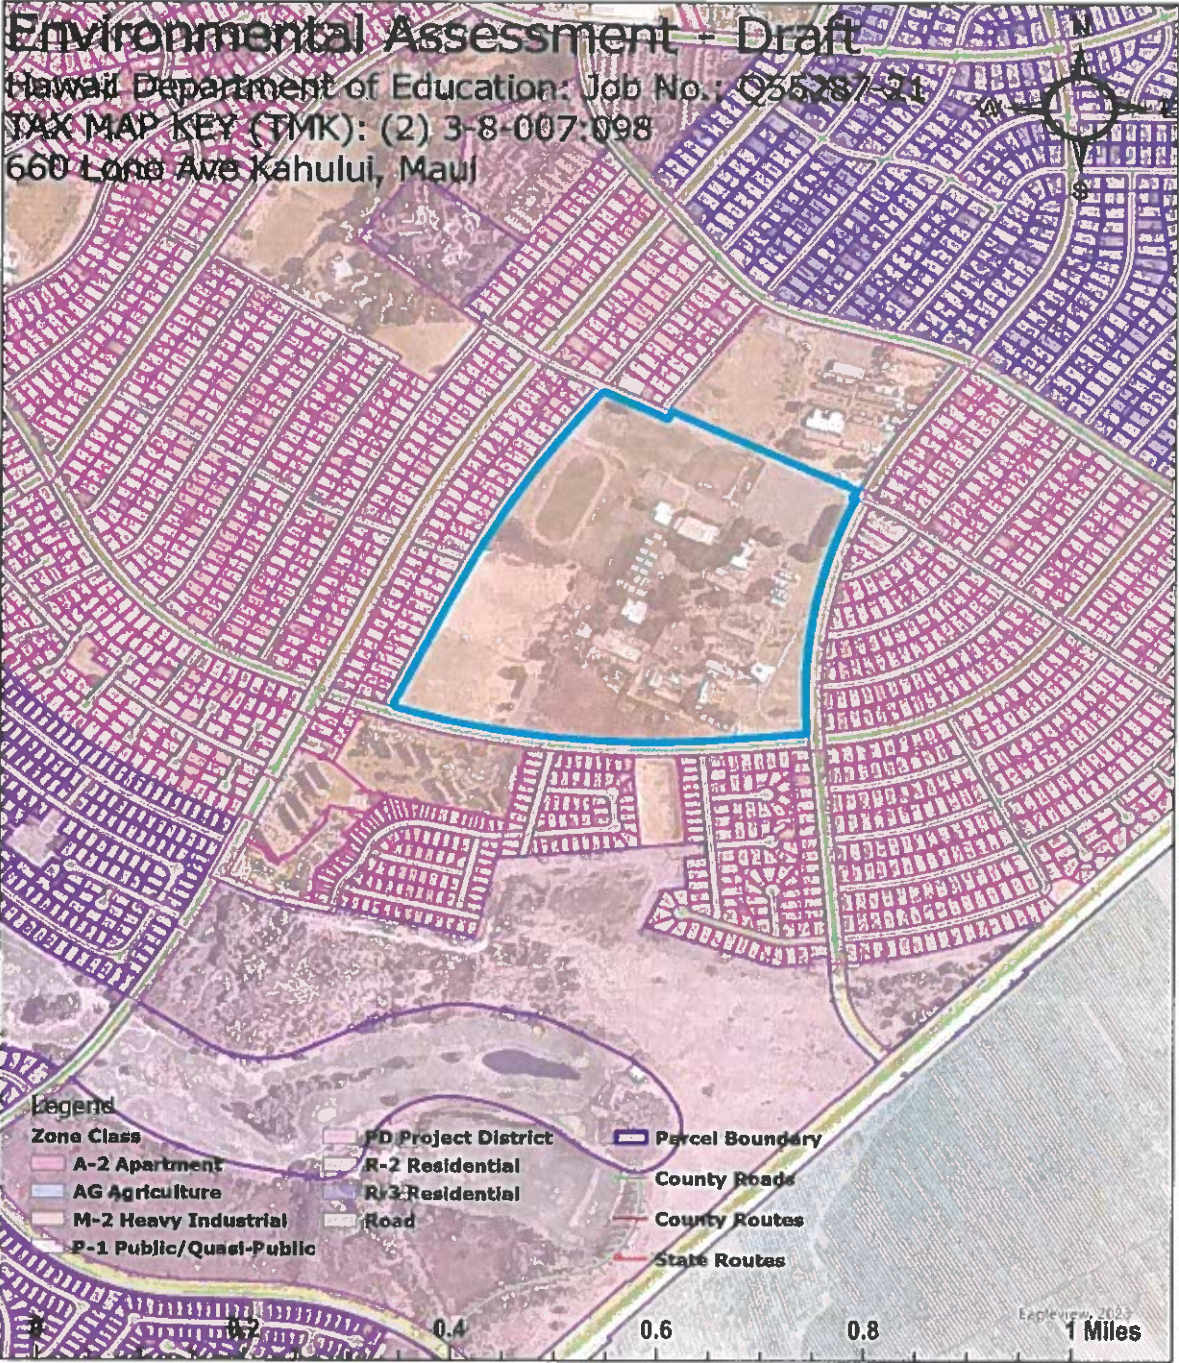 Environmental Assessment - Draft
Hawaii Department of Education: Job No.: Q55287-21
TAX MAP KEY (TMK): (2) 3-8-007:098
660 Lono Ave Kahului, Maui
N
S
Legend
Zone Class
A-2 Apartment
AG Agriculture
M-2 Heavy Industrial
P-1 Public/Quasi-Public
PD Project District
R-2 Residential
R-3 Residential
Road
Parcel Boundary
County Roads
County Routes
State Routes
Eagleview, 2023
0 0.2 0.4 0.6 0.8 1 Miles